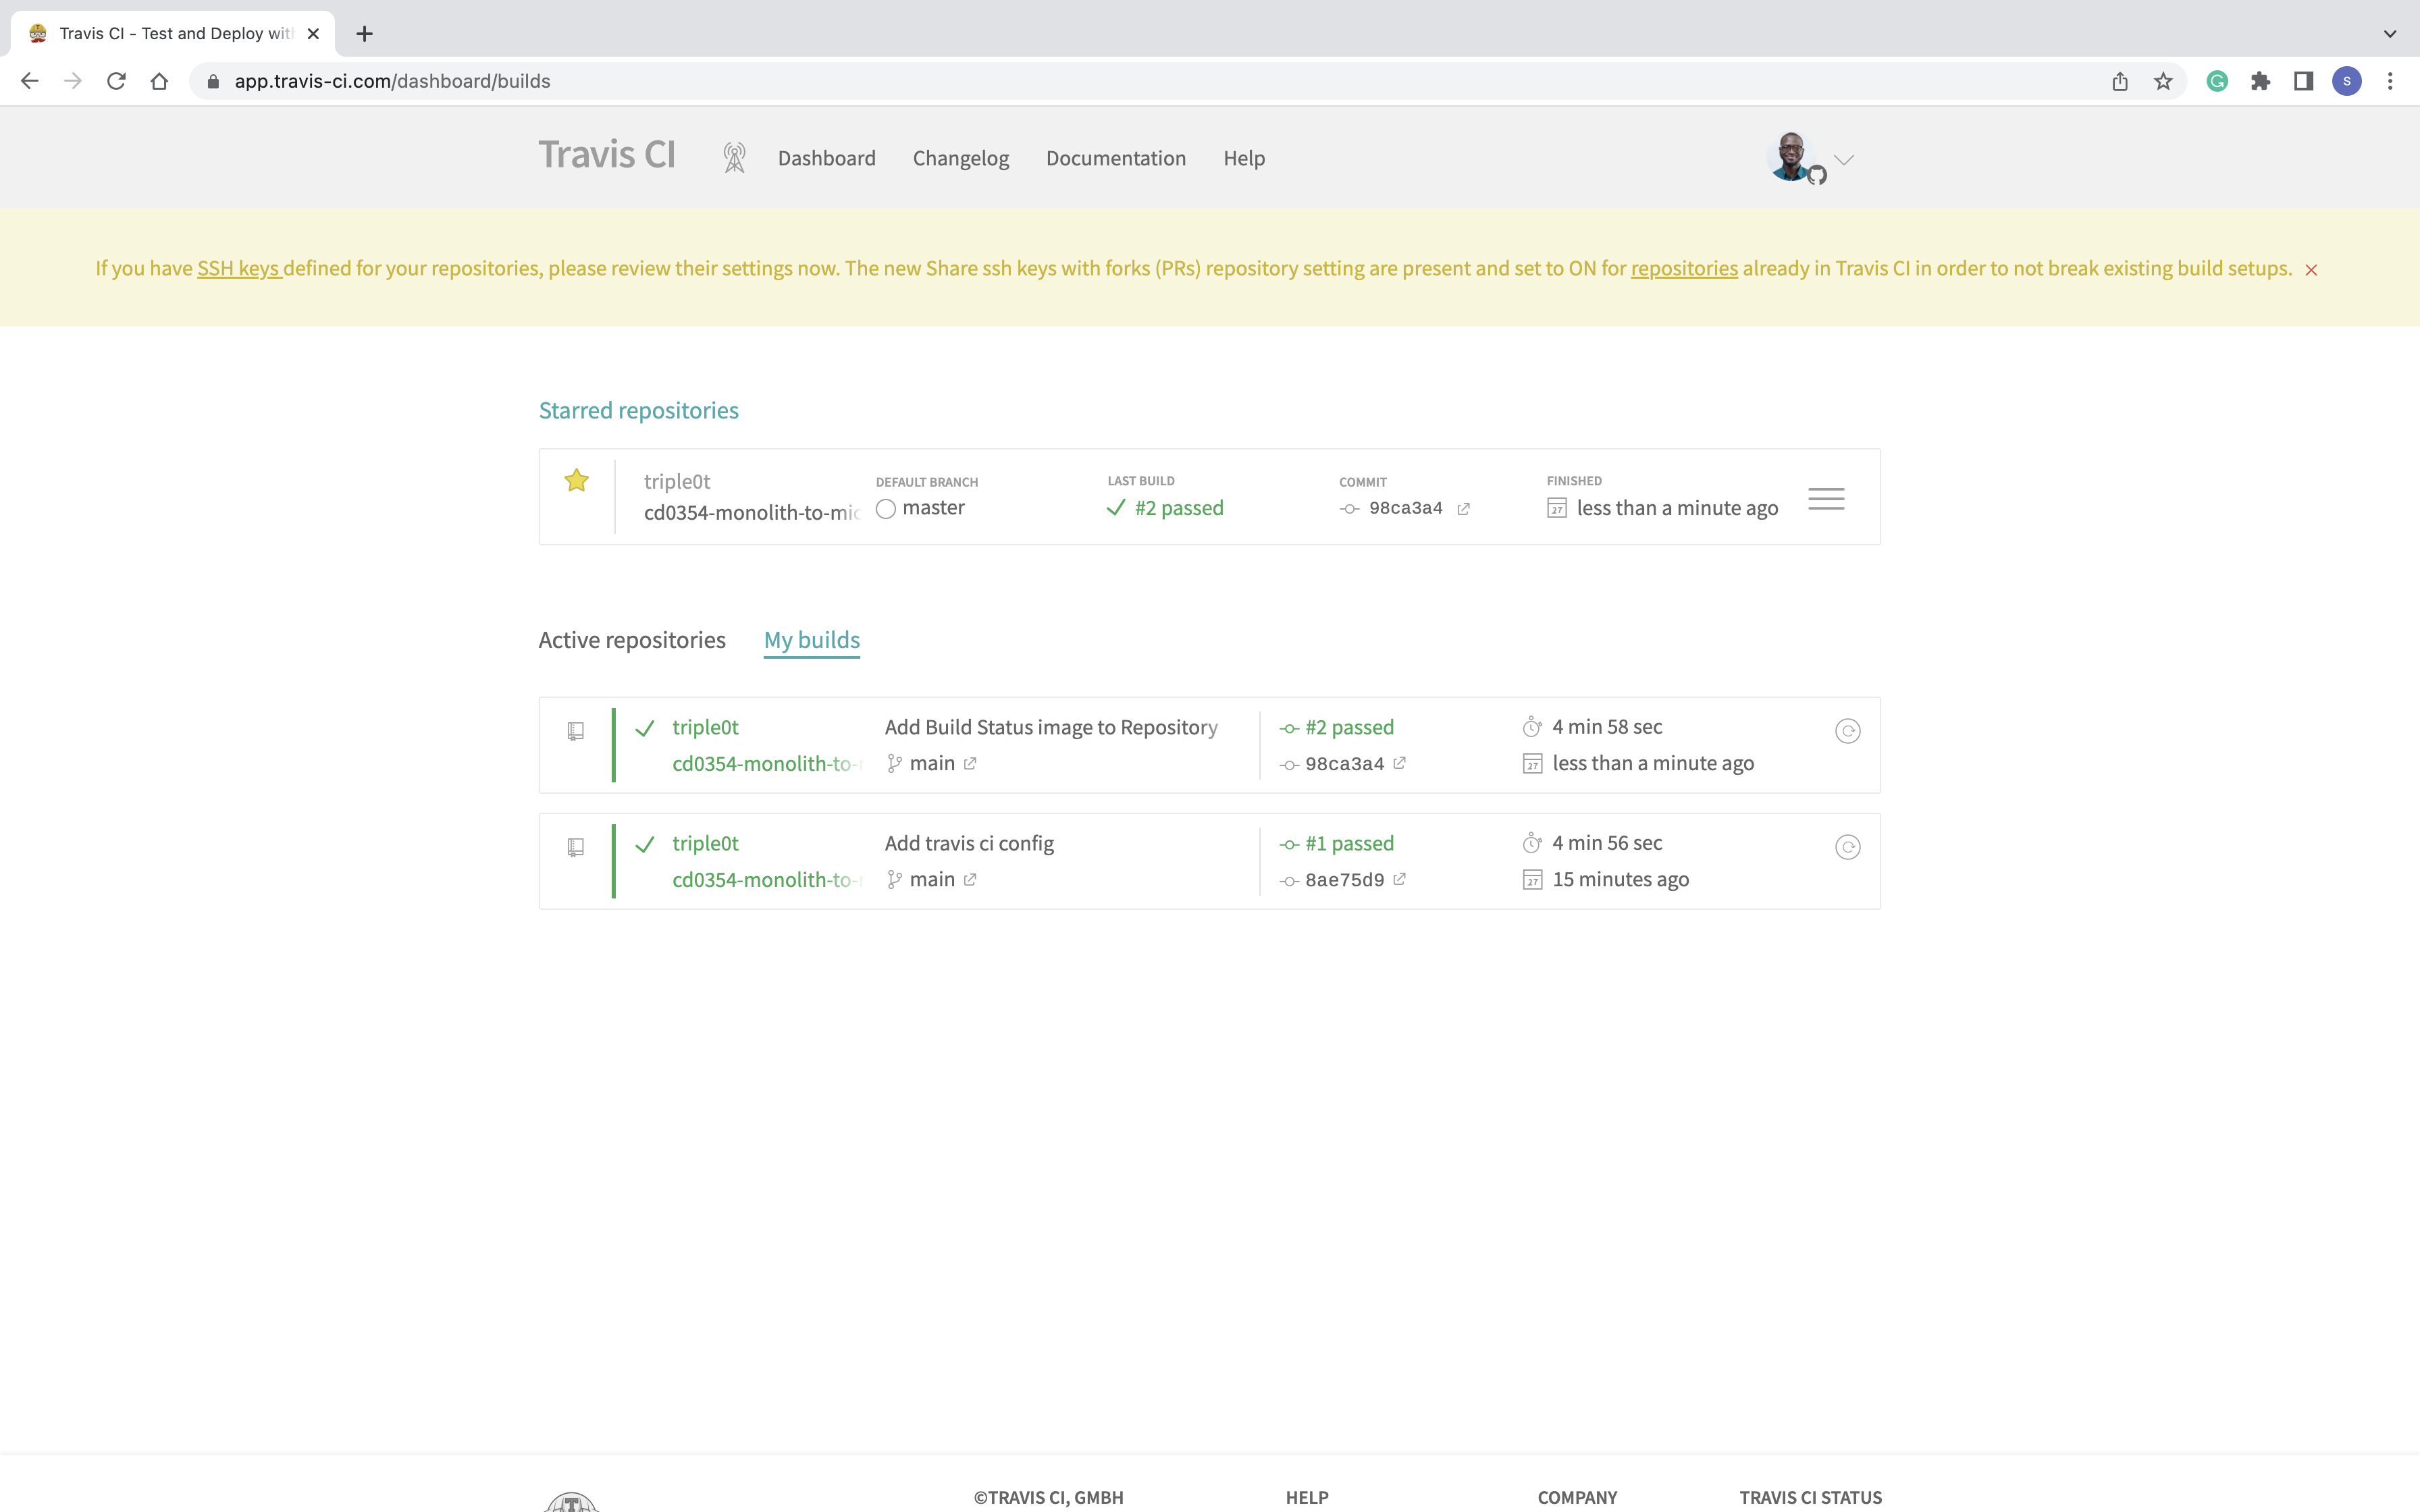 Travis CI - Test and Deploy with
app.travis-ci.com/dashboard/builds
S
Travis CI
Dashboard
Changelog
Documentation
Help
If you have SSH keys defined for your repositories, please review their settings now. The new Share ssh keys with forks (PRs) repository setting are present and set to ON for repositories already in Travis CI in order to not break existing build setups.
Starred repositories
triple0t
cd0354-monolith-to-mic
DEFAULT BRANCH
master
LAST BUILD
#2 passed
COMMIT
98ca3a4
FINISHED
27
less than a minute ago
Active repositories
My builds
triple0t
cd0354-monolith-to-
Add Build Status image to Repository
main
#2 passed
98ca3a4
4 min 58 sec
27
less than a minute ago
triple0t
cd0354-monolith-to-
Add travis ci config
main
#1 passed
8ae75d9
4 min 56 sec
27
15 minutes ago
T
©TRAVIS CI, GMBH
HELP
COMPANY
TRAVIS CI STATUS